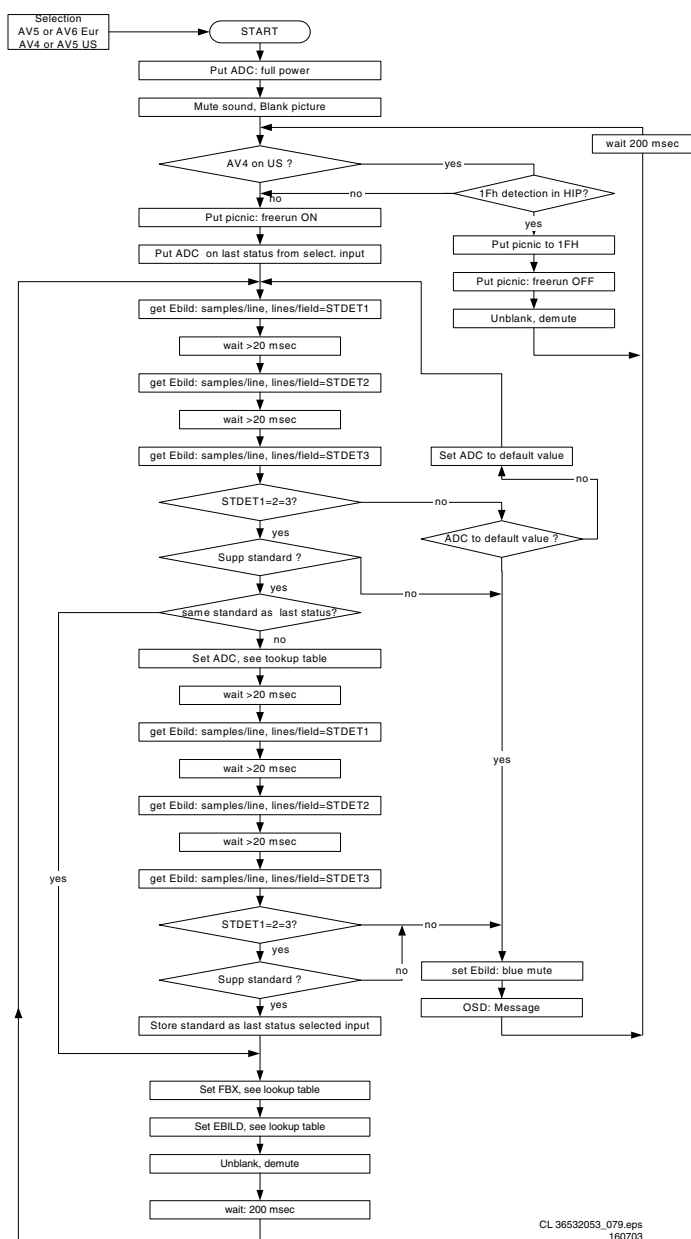 Selection
AV5 or AV6 Eur
AV4 or AV5 US
START
Put ADC: full power
Mute sound, Blank picture
wait 200 msec
AV4 on US ?
yes
no
no
1Fh detection in HIP?
yes
Put picnic: freerun ON
Put picnic to 1FH
Put ADC on last status from select. input
Put picnic: freerun OFF
Unblank, demute
get Ebild: samples/line, lines/field=STDET1
wait >20 msec
get Ebild: samples/line, lines/field=STDET2
wait >20 msec
get Ebild: samples/line, lines/field=STDET3
Set ADC to default value
no
STDET1=2=3?
no
yes
ADC to default value ?
Supp standard ?
no
yes
same standard as last status?
no
Set ADC, see tookup table
wait >20 msec
get Ebild: samples/line, lines/field=STDET1
yes
wait >20 msec
get Ebild: samples/line, lines/field=STDET2
wait >20 msec
get Ebild: samples/line, lines/field=STDET3
yes
STDET1=2=3?
no
yes
Supp standard ?
no
set Ebild: blue mute
yes
OSD: Message
Store standard as last status selected input
Set FBX, see lookup table
Set EBILD, see lookup table
Unblank, demute
wait: 200 msec
CL 36532053_079.eps
160703